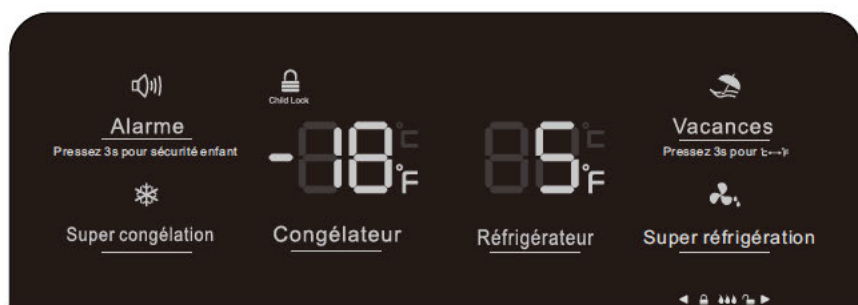 Child Lock
Alarme
Pressez 3s pour sécurité enfant
-18 °F
5 °F
Vacances
Pressez 3s pour °C↔°F
Super congélation
Congélateur
Réfrigérateur
Super réfrigération